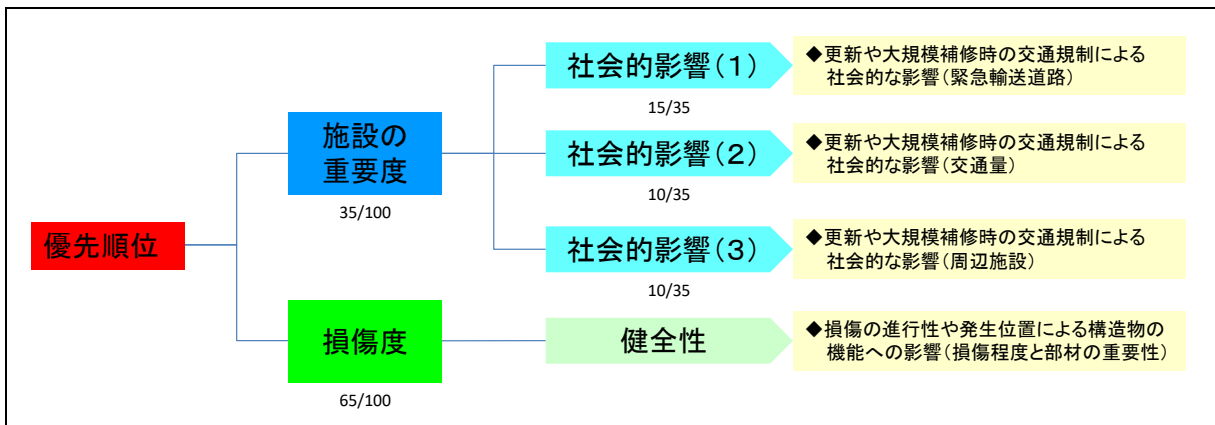 社会的影響(1)
15/35
◆更新や大規模補修時の交通規制による
社会的な影響(緊急輸送道路)
施設の
重要度
35/100
社会的影響(2)
10/35
◆更新や大規模補修時の交通規制による
社会的な影響(交通量)
優先順位
社会的影響(3)
10/35
◆更新や大規模補修時の交通規制による
社会的な影響(周辺施設)
損傷度
65/100
健全性
◆損傷の進行性や発生位置による構造物の
機能への影響(損傷程度と部材の重要性)